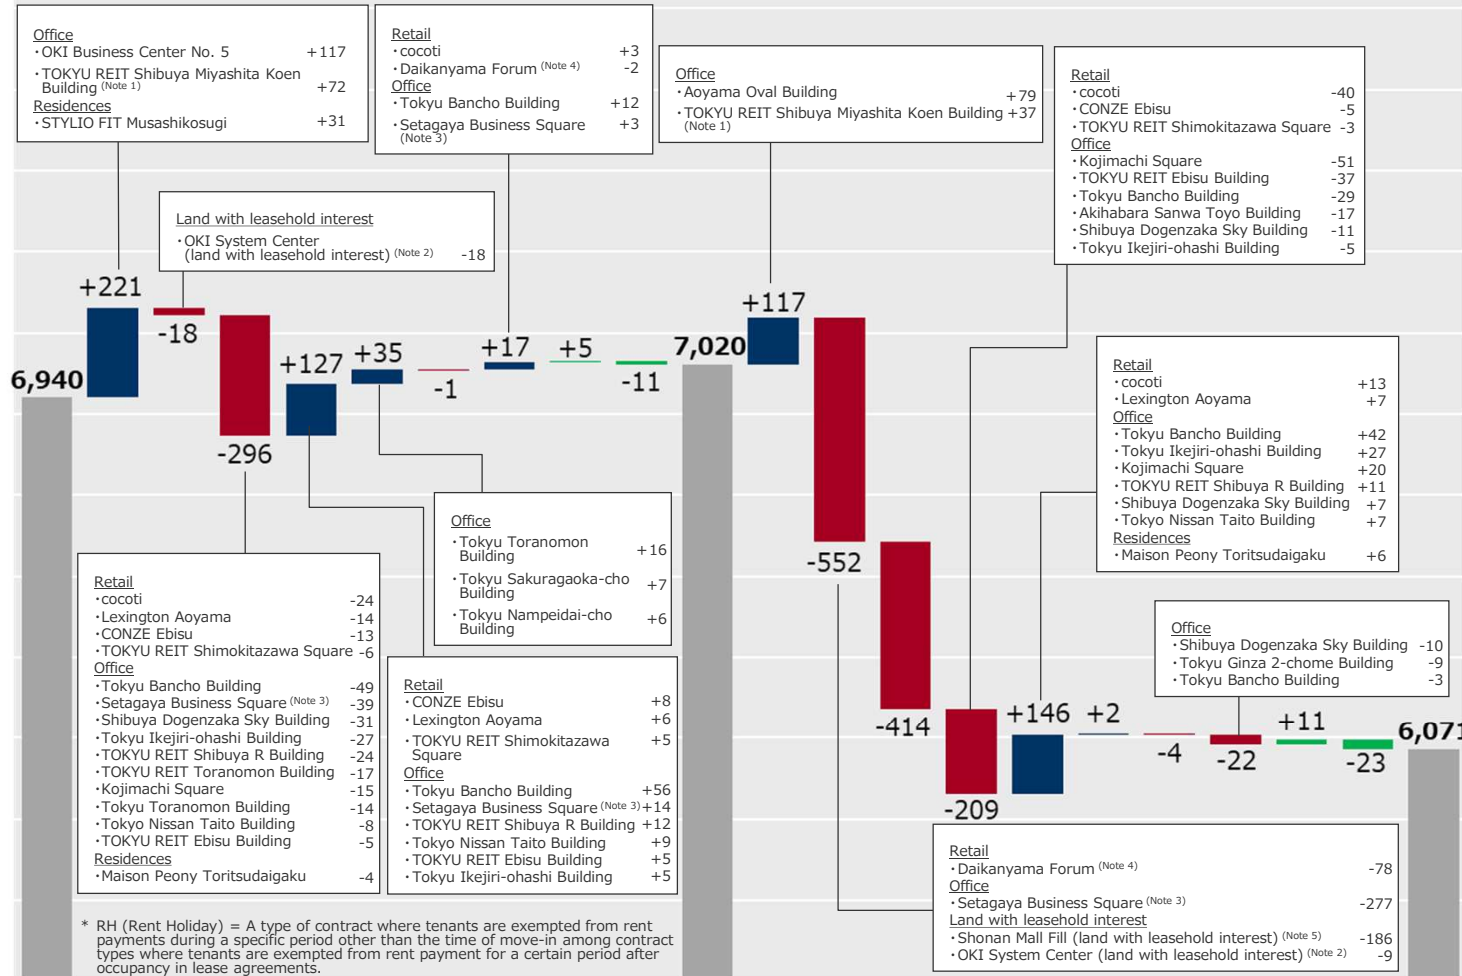 Office
・OKI Business Center No. 5 +117
・TOKYU REIT Shibuya Miyashita Koen
Building (Note 1) +72
Residences
・STYLIO FIT Musashikosugi +31
Retail
・cocoti +3
・Daikanyama Forum (Note 4) -2
Office
・Tokyu Bancho Building +12
・Setagaya Business Square +3
(Note 3)
Office
・Aoyama Oval Building +79
・TOKYU REIT Shibuya Miyashita Koen Building +37
(Note 1)
Retail
・cocoti -40
・CONZE Ebisu -5
・TOKYU REIT Shimokitazawa Square -3
Office
・Kojimachi Square -51
・TOKYU REIT Ebisu Building -37
・Tokyu Bancho Building -29
・Akihabara Sanwa Toyo Building -17
・Shibuya Dogenzaka Sky Building -11
・Tokyu Ikejiri-ohashi Building -5
Land with leasehold interest
・OKI System Center
(land with leasehold interest) (Note 2) -18
6,940
+221
-18
-296
+127
+35
-1
+17
+5
-11
7,020
+117
-552
-414
-209
+146
+2
-4
-22
+11
-23
6,071
Retail
・cocoti +13
・Lexington Aoyama +7
Office
・Tokyu Bancho Building +42
・Tokyu Ikejiri-ohashi Building +27
・Kojimachi Square +20
・TOKYU REIT Shibuya R Building +11
・Shibuya Dogenzaka Sky Building +7
・Tokyo Nissan Taito Building +7
Residences
・Maison Peony Toritsudaigaku +6
Office
・Tokyu Toranomon
Building +16
・Tokyu Sakuragaoka-cho
Building +7
・Tokyu Nampeidai-cho
Building +6
Retail
・cocoti -24
・Lexington Aoyama -14
・CONZE Ebisu -13
・TOKYU REIT Shimokitazawa Square -6
Office
・Tokyu Bancho Building -49
・Setagaya Business Square (Note 3) -39
・Shibuya Dogenzaka Sky Building -31
・Tokyu Ikejiri-ohashi Building -27
・TOKYU REIT Shibuya R Building -24
・TOKYU REIT Toranomon Building -17
・Kojimachi Square -15
・Tokyu Toranomon Building -14
・Tokyo Nissan Taito Building -8
・TOKYU REIT Ebisu Building -5
Residences
・Maison Peony Toritsudaigaku -4
Retail
・CONZE Ebisu +8
・Lexington Aoyama +6
・TOKYU REIT Shimokitazawa +5
Square
Office
・Tokyu Bancho Building +56
・Setagaya Business Square (Note 3) +14
・TOKYU REIT Shibuya R Building +12
・Tokyo Nissan Taito Building +9
・TOKYU REIT Ebisu Building +5
・Tokyu Ikejiri-ohashi Building +5
Office
・Shibuya Dogenzaka Sky Building -10
・Tokyu Ginza 2-chome Building -9
・Tokyu Bancho Building -3
Retail
・Daikanyama Forum (Note 4) -78
Office
・Setagaya Business Square (Note 3) -277
Land with leasehold interest
・Shonan Mall Fill (land with leasehold interest) (Note 5) -186
・OKI System Center (land with leasehold interest) (Note 2) -9
* RH (Rent Holiday) = A type of contract where tenants are exempted from rent
payments during a specific period other than the time of move-in among contract
types where tenants are exempted from rent payment for a certain period after
occupancy in lease agreements.